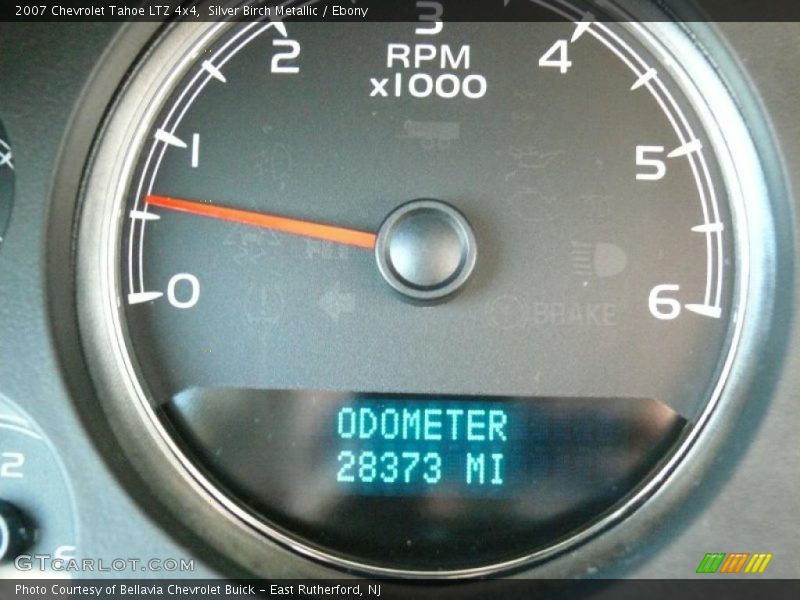 2007 Chevrolet Tahoe LTZ 4x4, Silver Birch Metallic / Ebony
3
2
4
RPM
x1000
1
5
0
6
BRAKE
ODOMETER
28373 MI
2
GTCARLOT.COM
Photo Courtesy of Bellavia Chevrolet Buick - East Rutherford, NJ